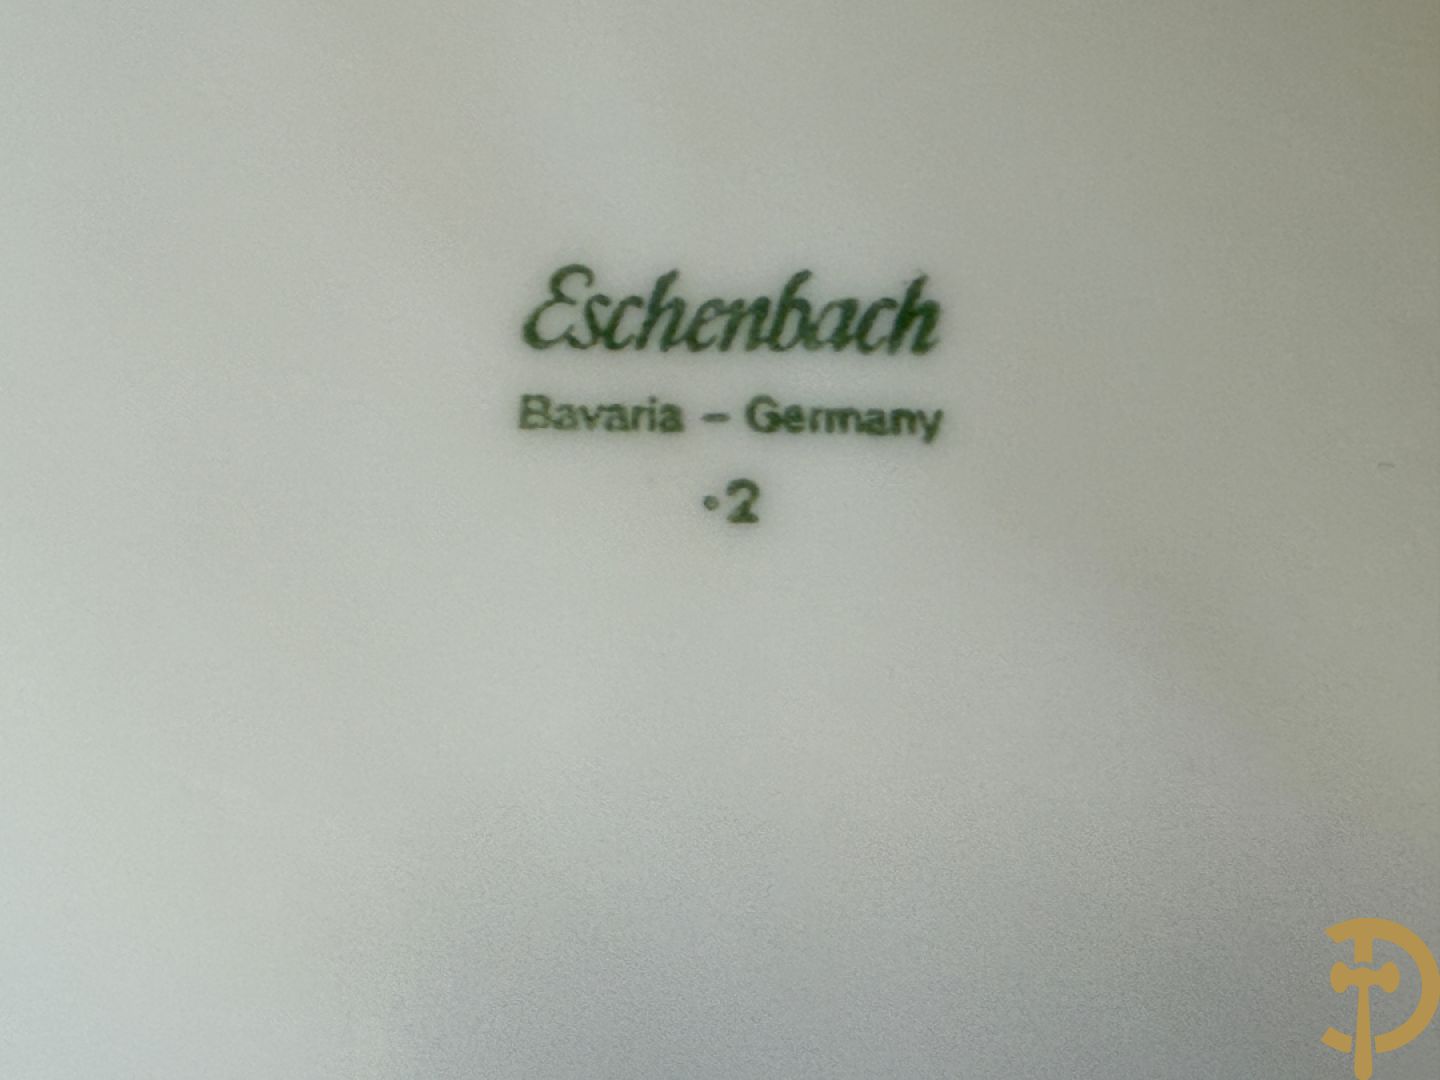 Eschenbach
Bavaria – Germany
•2